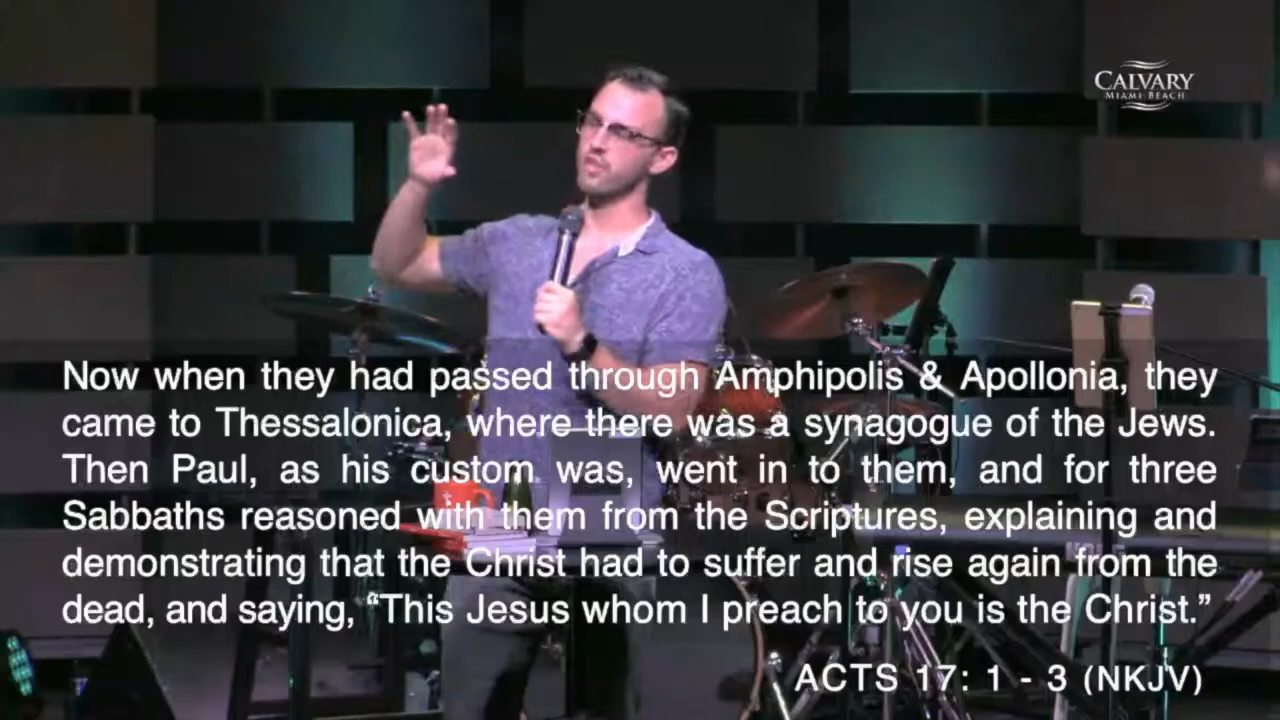 CALVARY
MIAMI BEACH
Now when they had passed through Amphipolis & Apollonia, they
came to Thessalonica, where there was a synagogue of the Jews.
Then Paul, as his custom was, went in to them, and for three
Sabbaths reasoned with them from the Scriptures, explaining and
demonstrating that the Christ had to suffer and rise again from the
dead, and saying, “This Jesus whom I preach to you is the Christ.”
ACTS 17: 1 - 3 (NKJV)